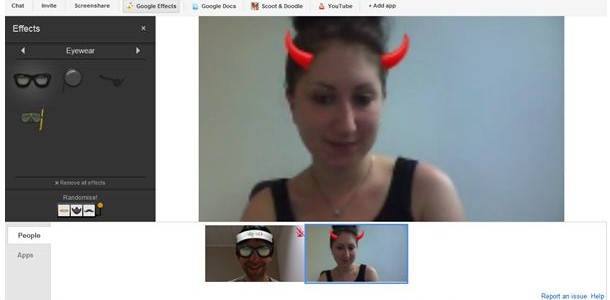 Chat Invite Screenshare Google Effects Google Docs Scoot & Doodle YouTube + Add app
Effects ×
Eyewear
× Remove all effects
Randomise!
People
Apps
Report an issue Help